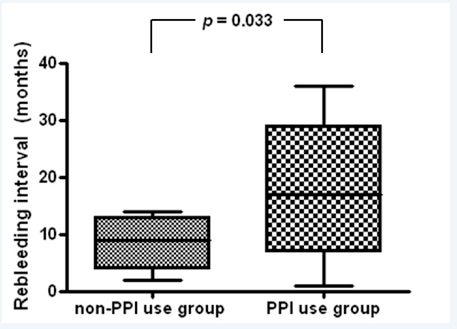 p = 0.033
Rebleeding interval (months)
40
30
20
10
0
non-PPI use group
PPI use group